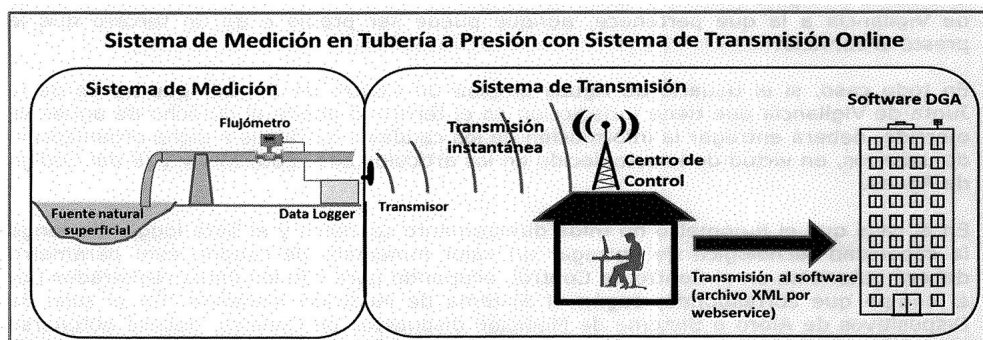 Sistema de Medición en Tubería a Presión con Sistema de Transmisión Online
Sistema de Medición
Flujómetro
Fuente natural
superficial
Data Logger
Sistema de Transmisión
Transmisión
instantánea
Transmisor
Centro de
Control
Transmisión al software
(archivo XML por
webservice)
Software DGA